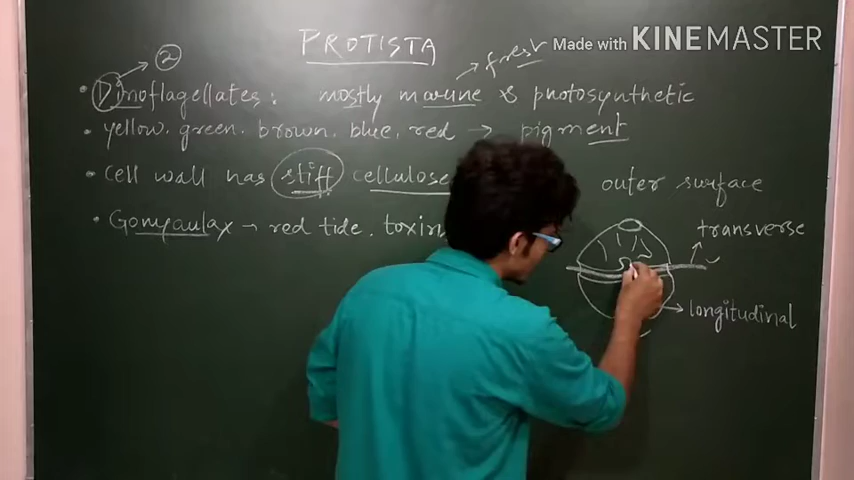 Made with KINEMASTER
PROTISTA
2
fresh
Dinoflagellates: mostly marine & photosynthetic
yellow. green. brown. blue, red → pigment
Cell wall has stiff cellulose outer surface
Gonyaulax → red tide. toxin
transverse
longitudinal